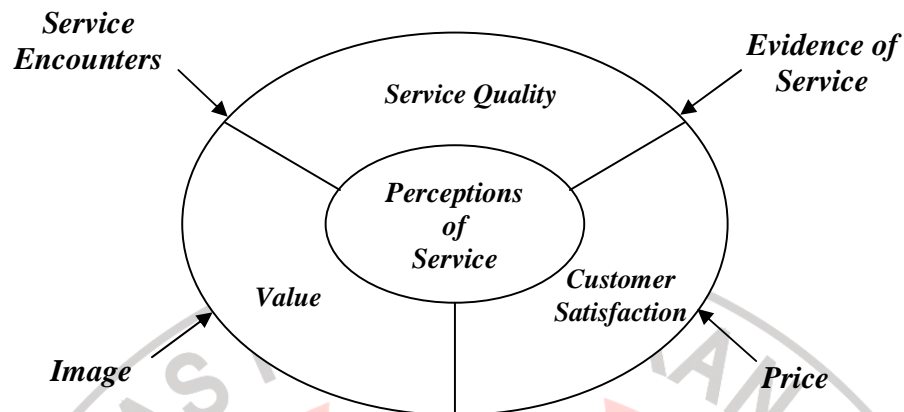 Service
Encounters
Evidence of
Service
Service Quality
Perceptions
of
Service
Value
Customer
Satisfaction
Image
Price